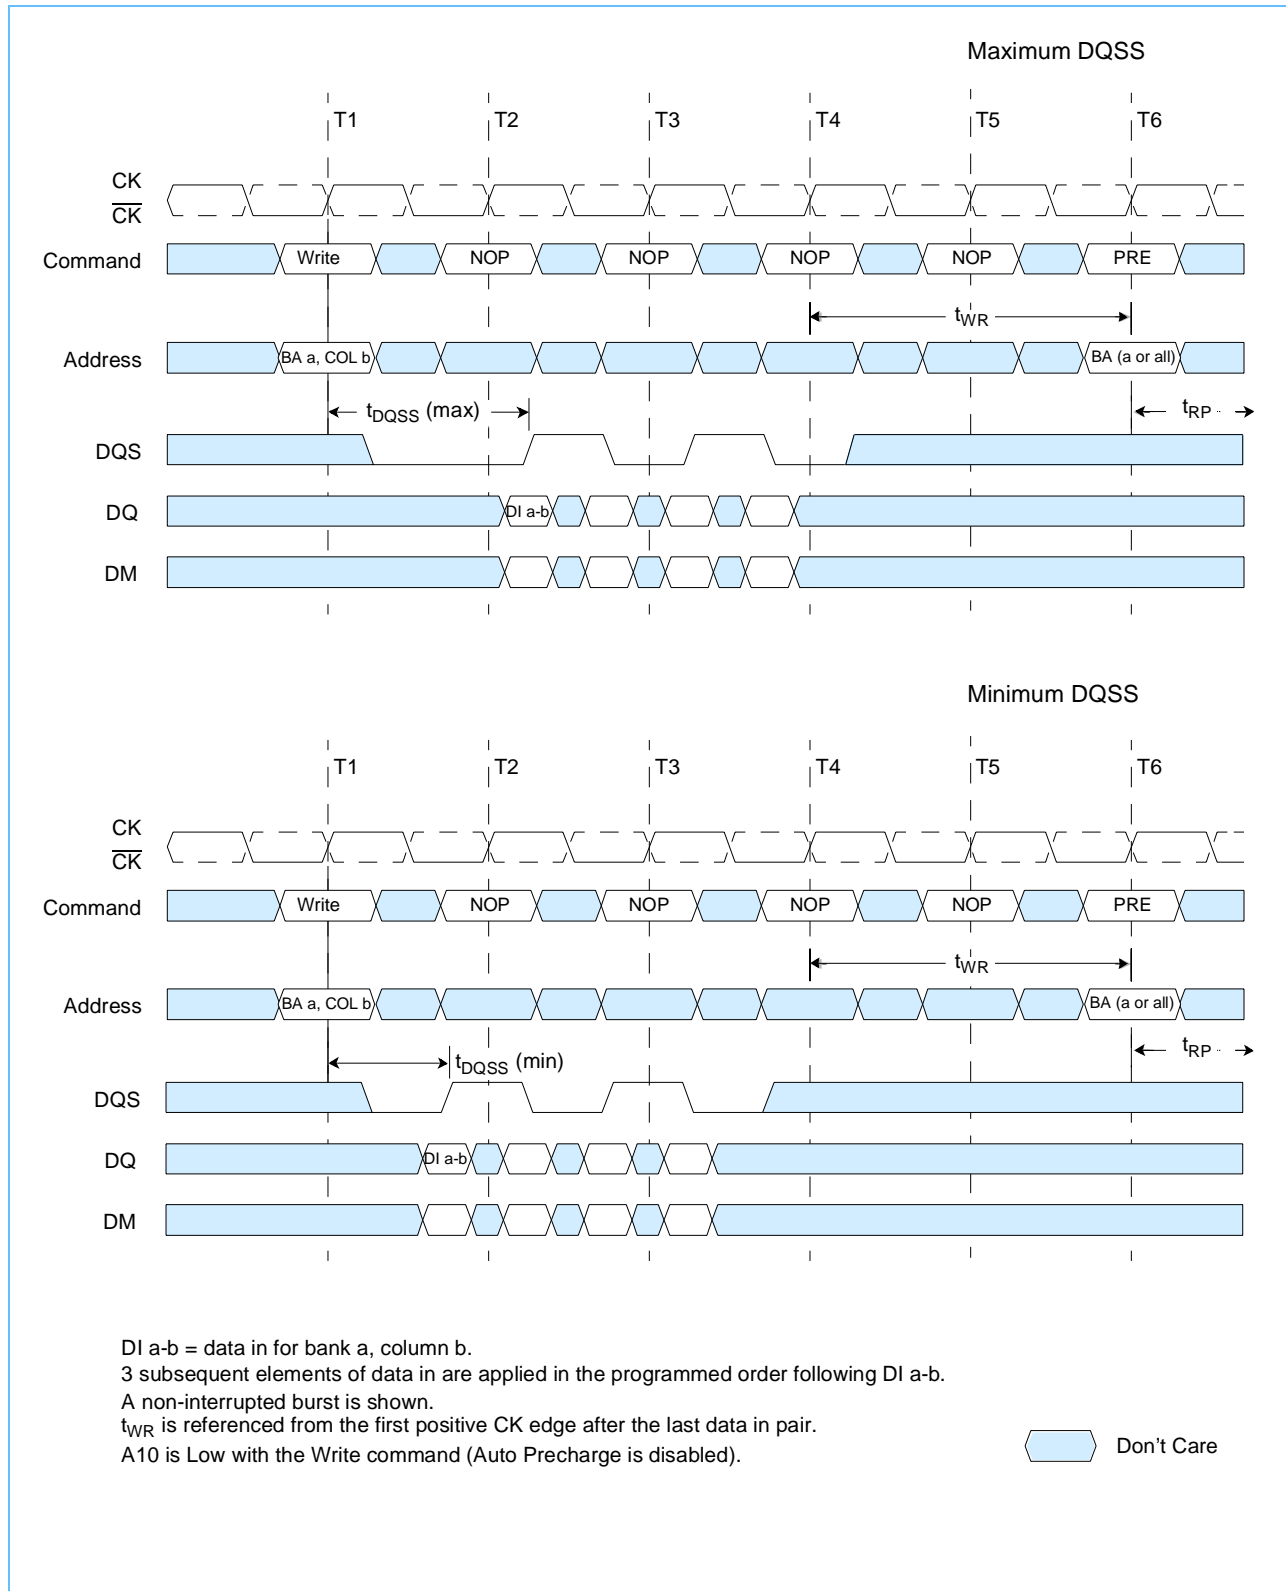 Maximum DQSS
T1 T2 T3 T4 T5 T6
CK
CK
Command Write NOP NOP NOP NOP PRE
tWR
Address BA a, COL b BA (a or all)
tDQSS (max) tRP
DQS
DQ DI a-b
DM
Minimum DQSS
T1 T2 T3 T4 T5 T6
CK
CK
Command Write NOP NOP NOP NOP PRE
tWR
Address BA a, COL b BA (a or all)
tDQSS (min) tRP
DQS
DQ DI a-b
DM
DI a-b = data in for bank a, column b.
3 subsequent elements of data in are applied in the programmed order following DI a-b.
A non-interrupted burst is shown.
tWR is referenced from the first positive CK edge after the last data in pair.
A10 is Low with the Write command (Auto Precharge is disabled).
Don't Care